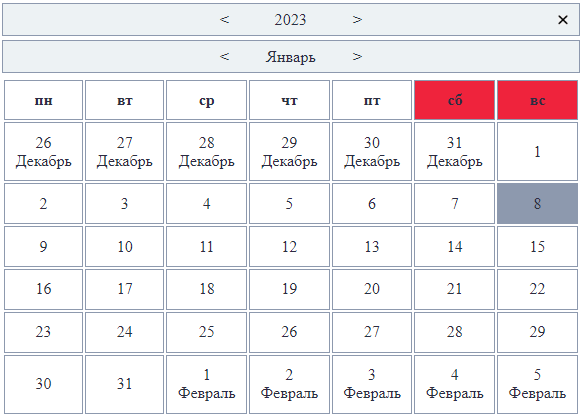 < 2023 > ✕
< Январь >
пн вт ср чт пт сб вс
26 27 28 29 30 31 1
Декабрь Декабрь Декабрь Декабрь Декабрь Декабрь
2 3 4 5 6 7 8
9 10 11 12 13 14 15
16 17 18 19 20 21 22
23 24 25 26 27 28 29
30 31 1 2 3 4 5
Февраль Февраль Февраль Февраль Февраль